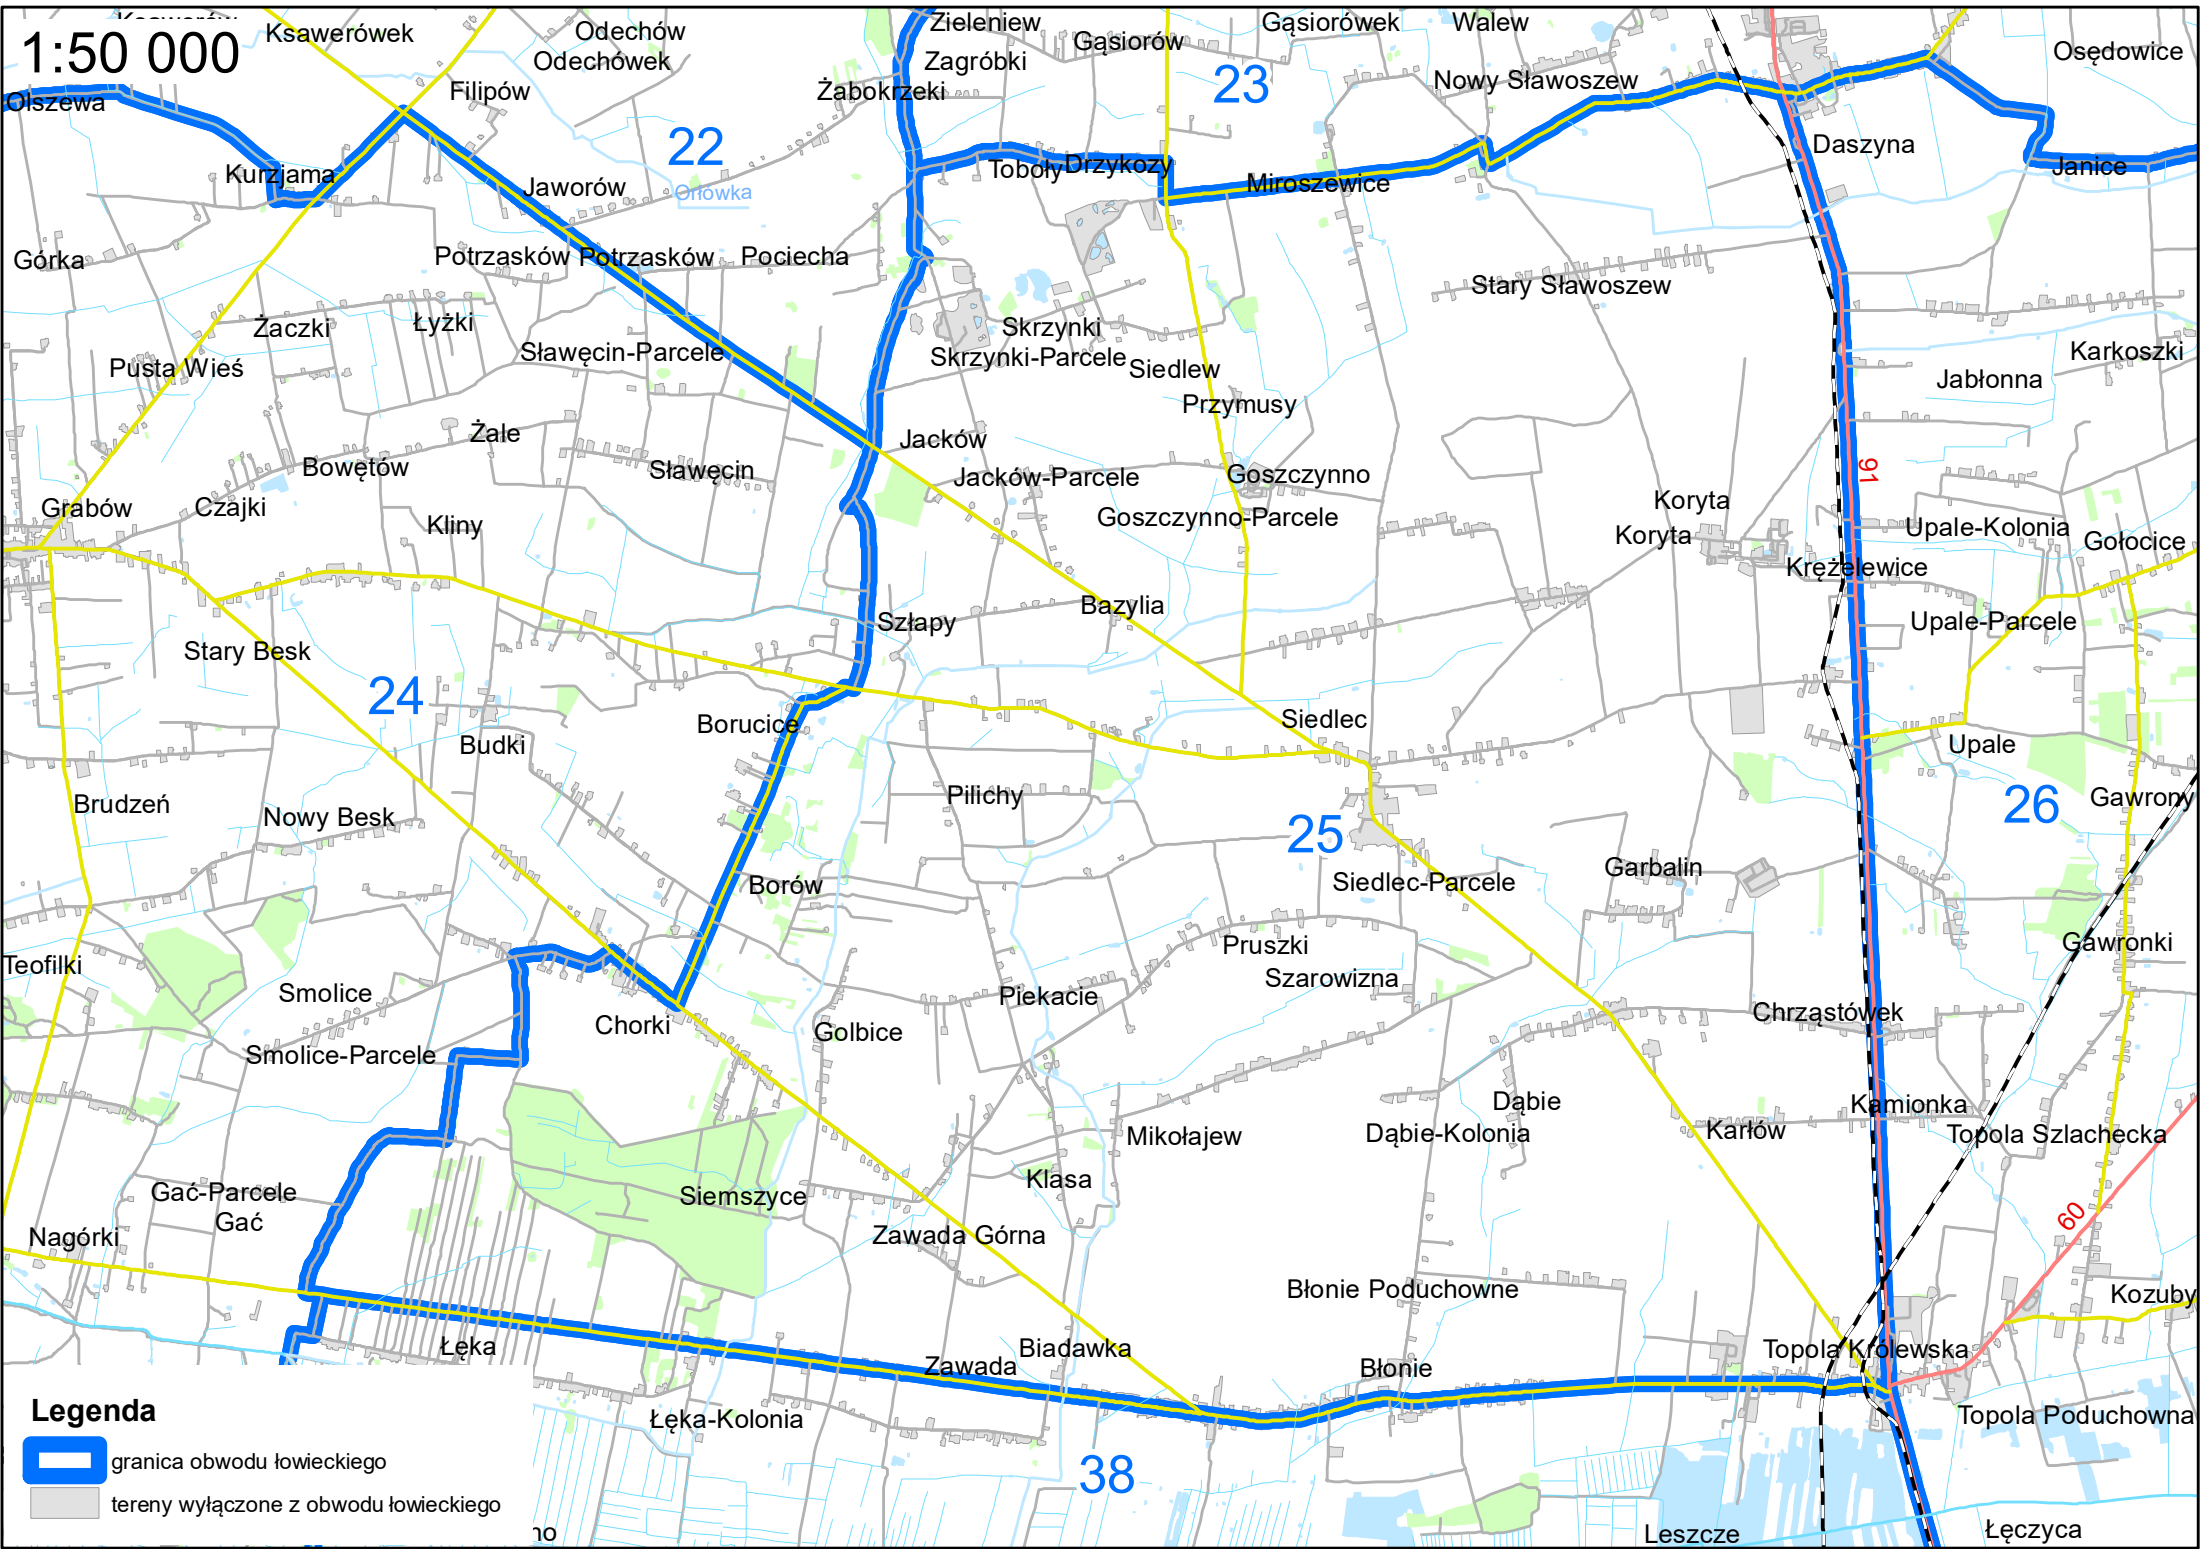 1:50 000
Ksawerówek
Odechów
Odechówek
Zieleniew
Zagróbki
Gąsiorów
Gąsiorówek
Walew
Osędowice
Olszewa
Filipów
Żabokrzeki
23
Nowy Sławoszew
22
Daszyna
Kurzjama
Jaworów
Orłówka
Toboły
Drzykozy
Miroszewice
Janice
Górka
Potrzasków
Potrzasków
Pociecha
Stary Sławoszew
Żaczki
Łyżki
Skrzynki
Sławęcin-Parcele
Skrzynki-Parcele
Siedlew
Karkoszki
Pusta Wieś
Jabłonna
Przymusy
Żale
Jacków
Bowętów
Sławęcin
Jacków-Parcele
Goszczynno
91
Grabów
Czajki
Kliny
Goszczynno-Parcele
Koryta
Koryta
Upale-Kolonia
Gołocice
Krężelewice
Bazylia
Szłapy
Upale-Parcele
Stary Besk
24
Borucice
Siedlec
Budki
Upale
Brudzeń
Nowy Besk
Pilichy
25
26
Gawrony
Borów
Siedlec-Parcele
Garbalin
Teofilki
Pruszki
Gawronki
Smolice
Szarowizna
Piekacie
Chorki
Golbice
Chrząstówek
Smolice-Parcele
Dąbie
Kamionka
Mikołajew
Dąbie-Kolonia
Karłów
Topola Szlachecka
Gać-Parcele
Gać
Siemszyce
Klasa
60
Nagórki
Zawada Górna
Błonie Poduchowne
Kozuby
Łęka
Zawada
Biadawka
Błonie
Topola Królewska
Legenda
Łęka-Kolonia
Topola Poduchowna
granica obwodu łowieckiego
38
tereny wyłączone z obwodu łowieckiego
Leszcze
Łęczyca